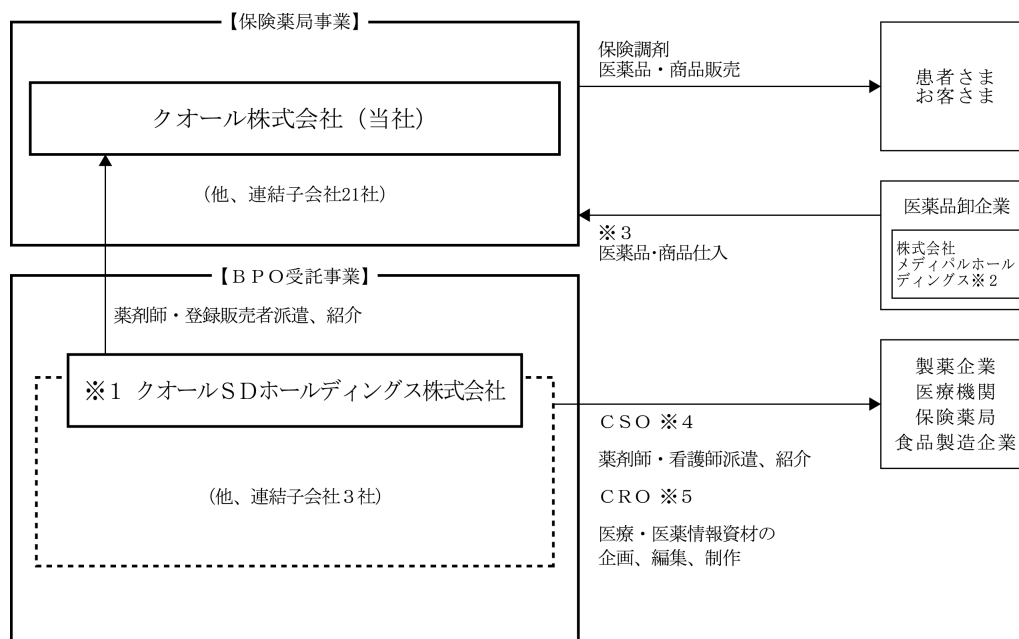 【保険薬局事業】
クオール株式会社（当社）
（他、連結子会社21社）
保険調剤
医薬品・商品販売
患者さま
お客さま
※３
医薬品・商品仕入
医薬品卸企業
株式会社
メディパルホール
ディングス※２
【ＢＰＯ受託事業】
薬剤師・登録販売者派遣、紹介
※１ クオールＳＤホールディングス株式会社
（他、連結子会社３社）
ＣＳＯ ※４
薬剤師・看護師派遣、紹介
ＣＲＯ ※５
医療・医薬情報資材の
企画、編集、制作
製薬企業
医療機関
保険薬局
食品製造企業